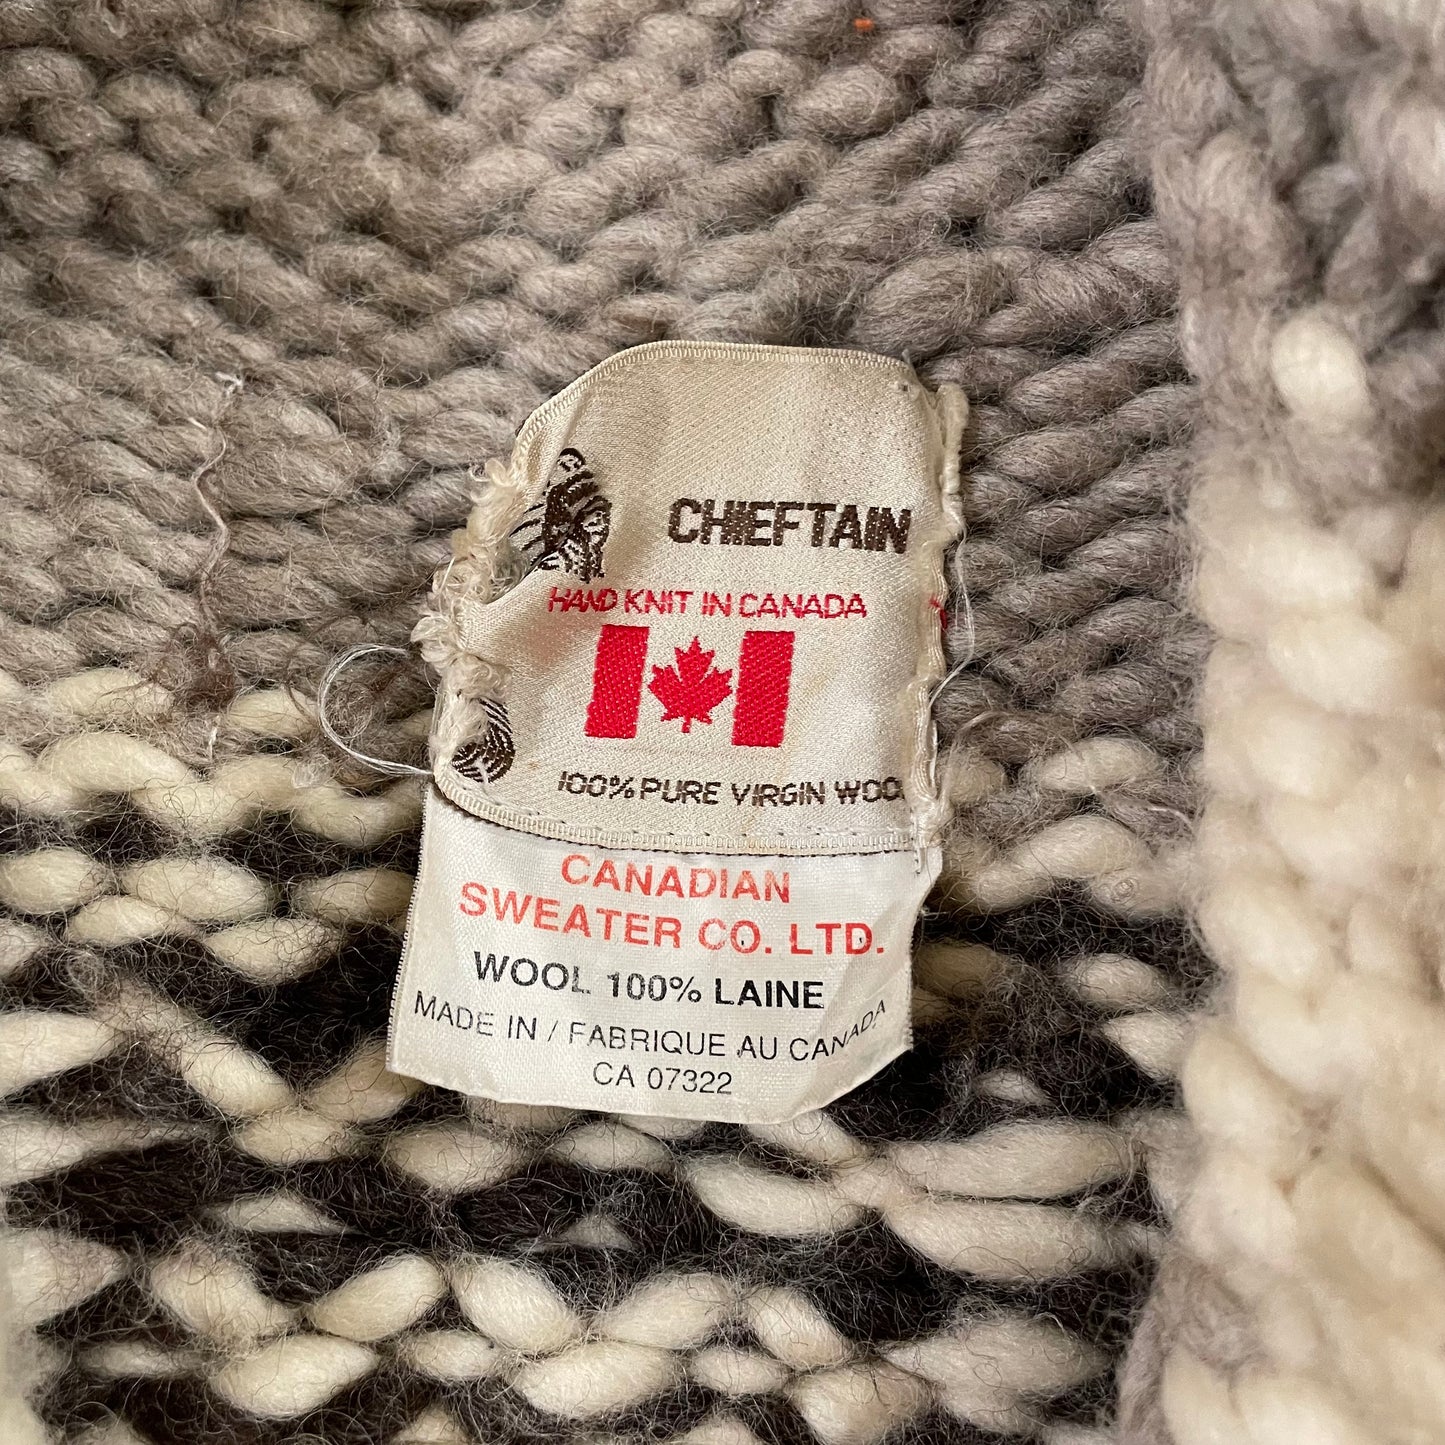 CHIEFTAIN
HAND KNIT IN CANADA
100% PURE VIRGIN WOO
CANADIAN
SWEATER CO. LTD.
WOOL 100% LAINE
MADE IN / FABRIQUE AU CANADA
CA 07322